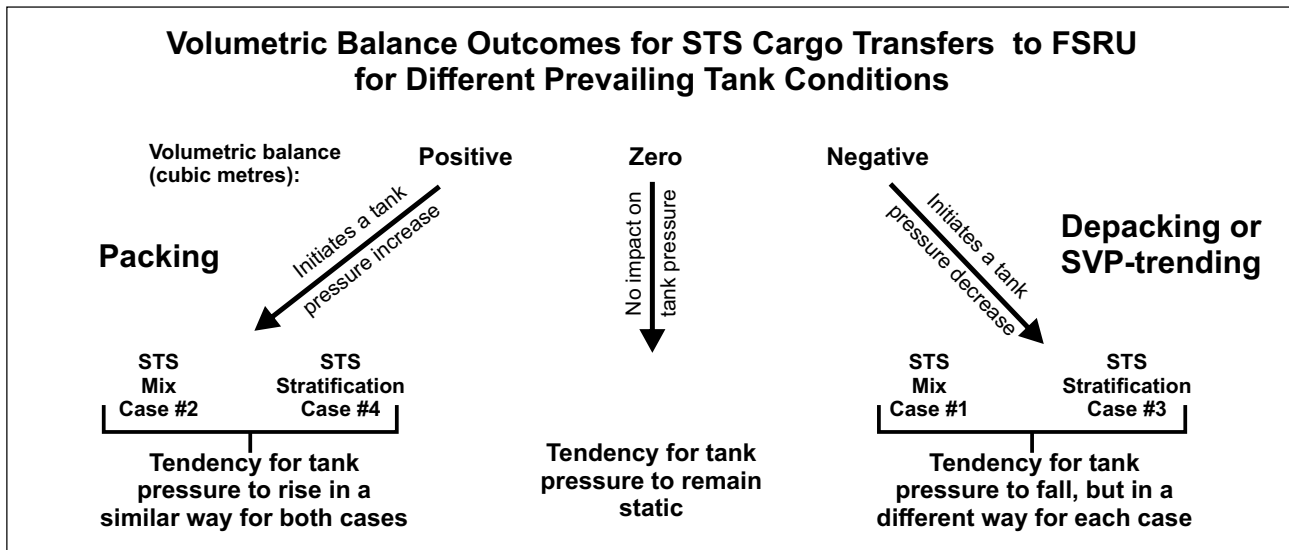 Volumetric Balance Outcomes for STS Cargo Transfers to FSRU
for Different Prevailing Tank Conditions
Volumetric balance
(cubic metres):
Positive
Zero
Negative
Packing
Initiates a tank
pressure increase
No impact on
tank pressure
Initiates a tank
pressure decrease
Depacking or
SVP-trending
STS
Mix
Case #2
STS
Stratification
Case #4
STS
Mix
Case #1
STS
Stratification
Case #3
Tendency for tank
pressure to rise in a
similar way for both cases
Tendency for tank
pressure to remain
static
Tendency for tank
pressure to fall, but in a
different way for each case